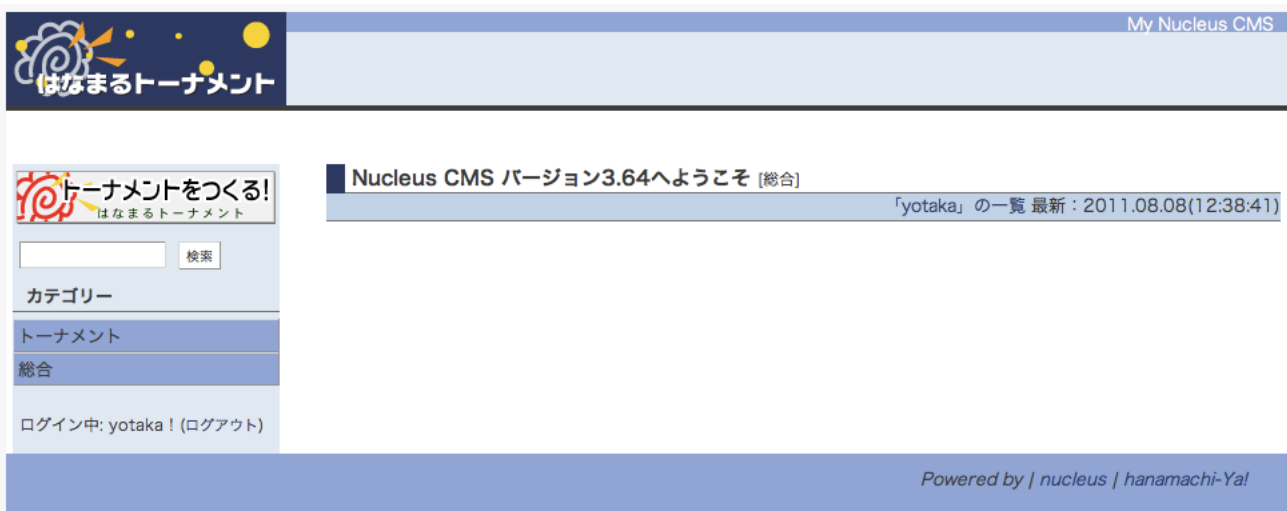 My Nucleus CMS
はなまるトーナメント
トーナメントをつくる!
はなまるトーナメント
検索
カテゴリー
トーナメント
総合
ログイン中: yotaka ! (ログアウト)
Nucleus CMS バージョン3.64へようこそ [総合]
「yotaka」の一覧 最新：2011.08.08(12:38:41)
Powered by | nucleus | hanamachi-Ya!